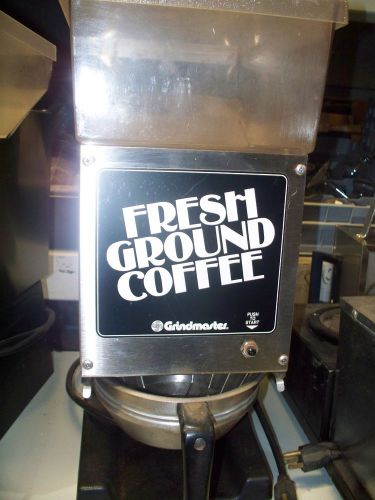 FRESH
GROUND
COFFEE
Grindmaster
PUSH
TO
START